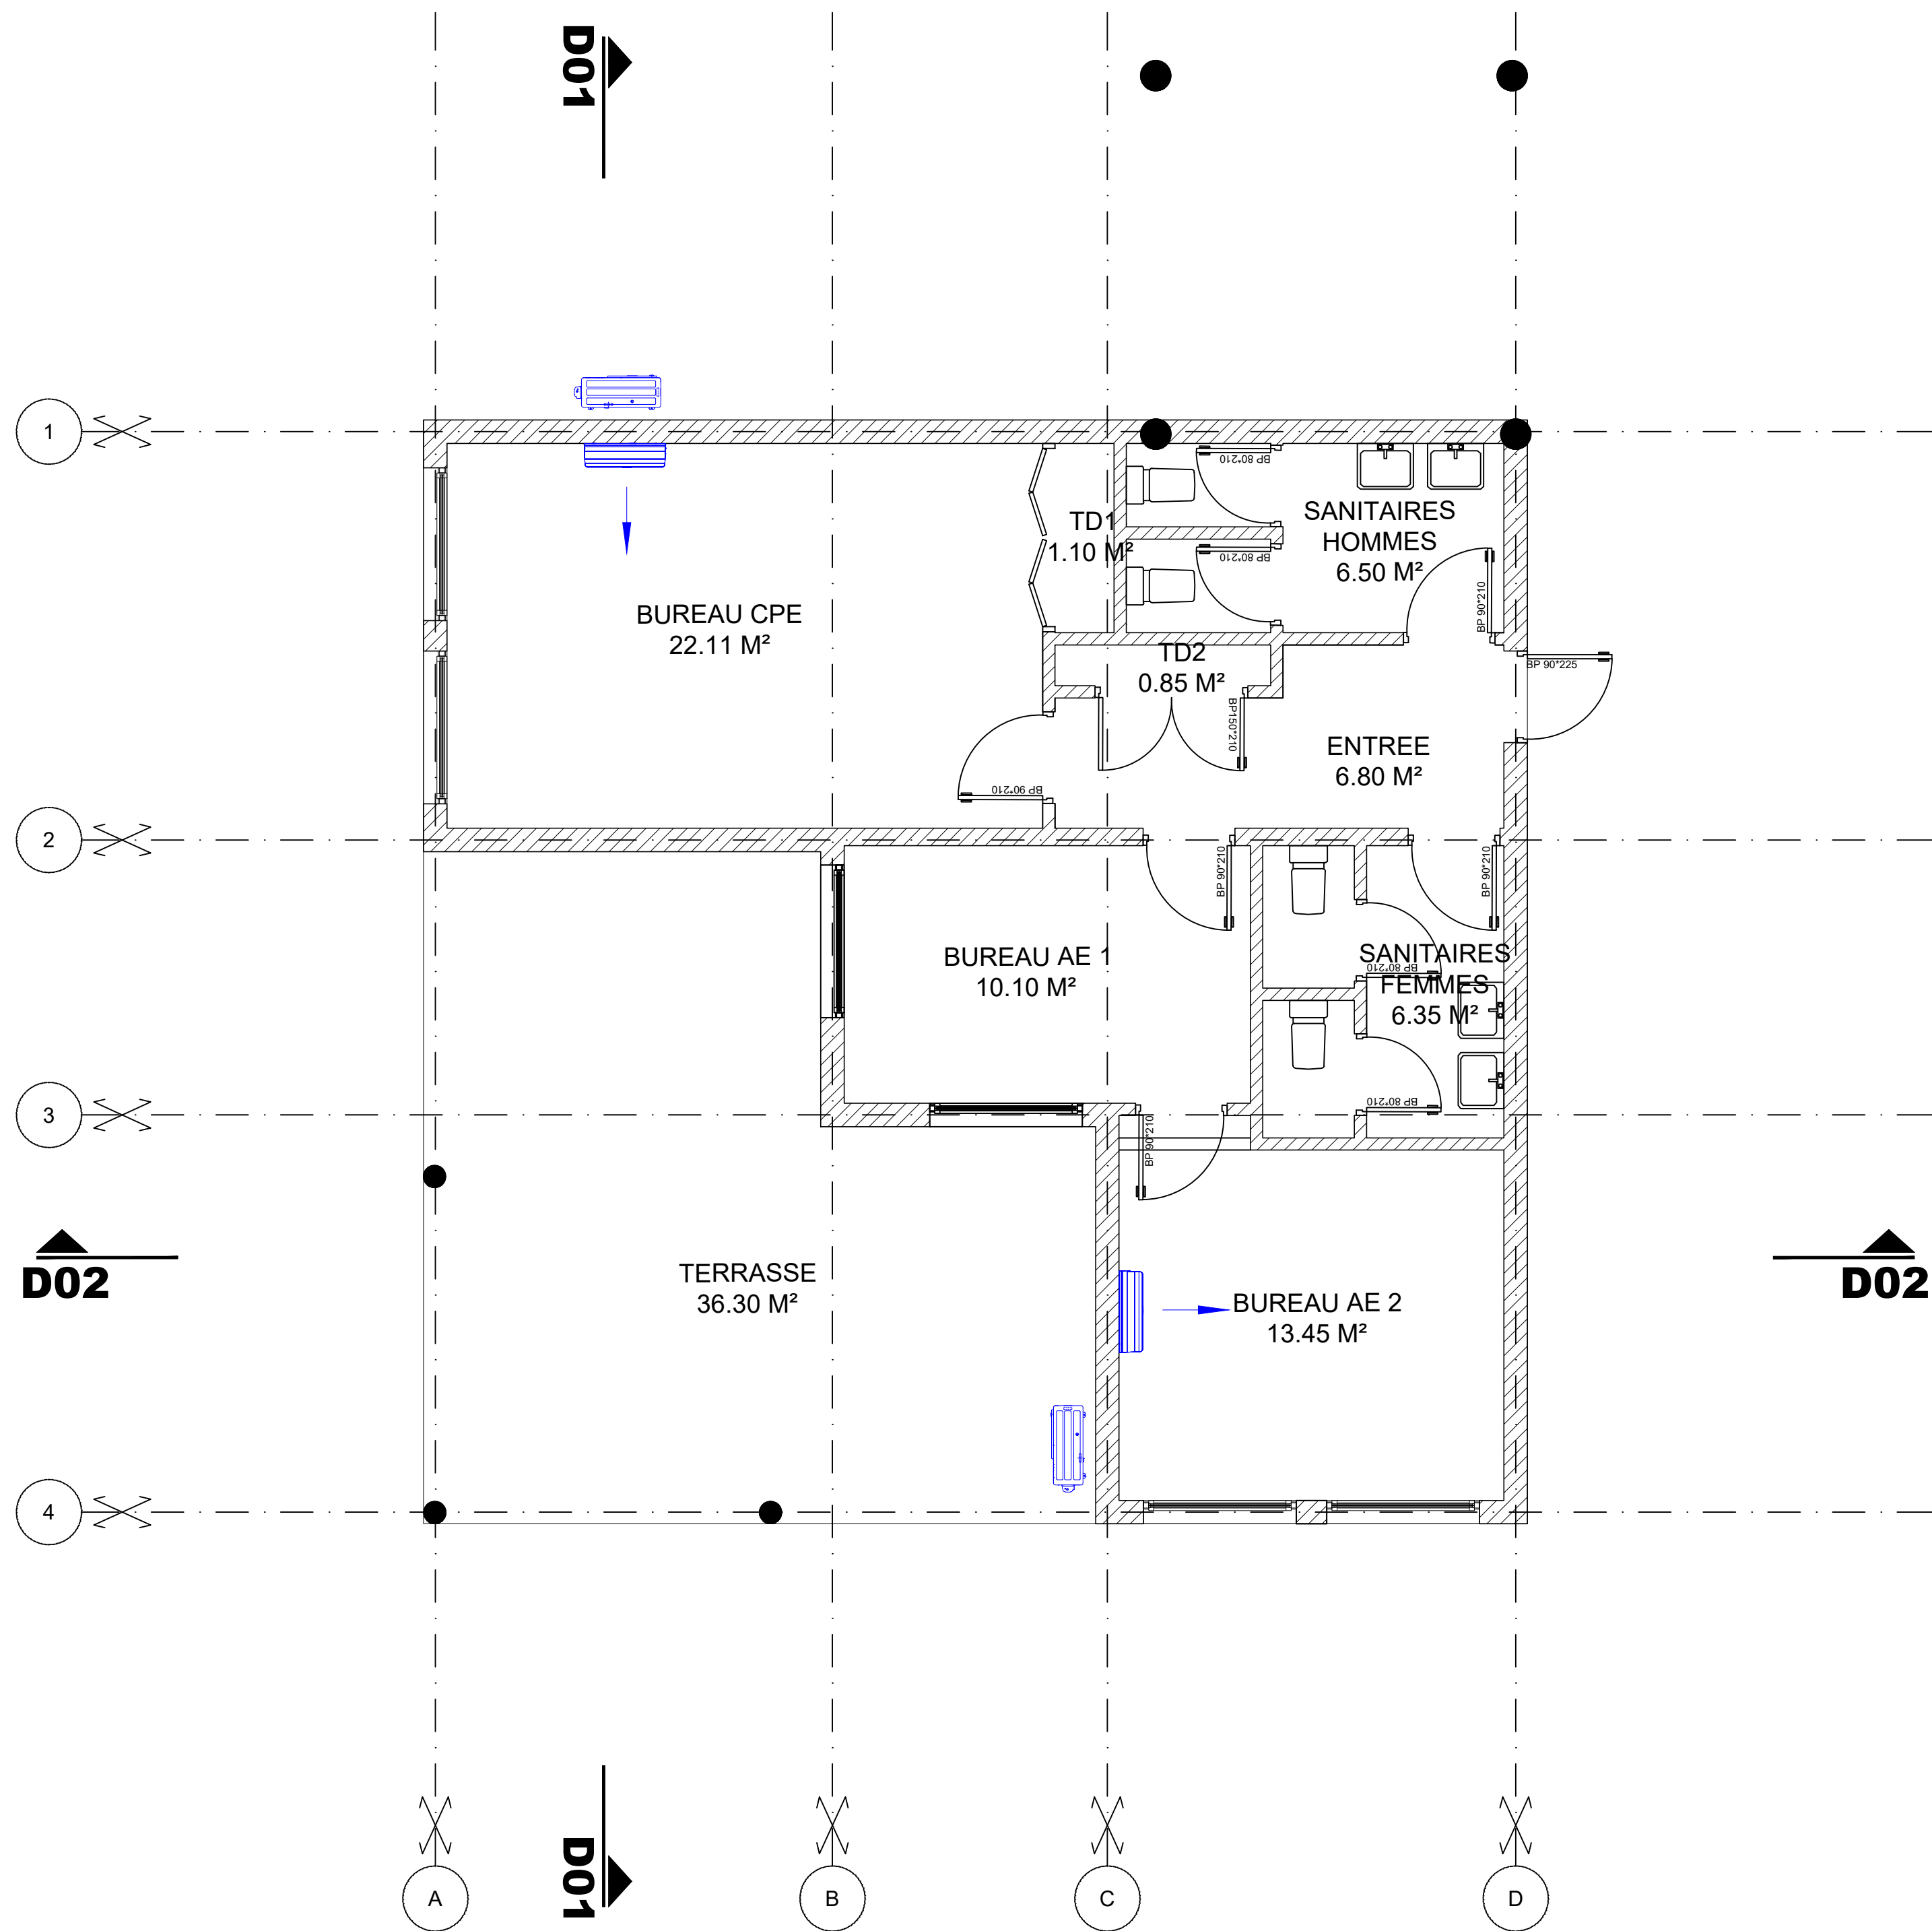 D01
1
BP 80*210
SANITAIRES
HOMMES
6.50 M²
TD1
1.10 M²
BP 80*210
BP 90*210
BUREAU CPE
22.11 M²
TD2
0.85 M²
BP 90*225
BP150*210
ENTREE
6.80 M²
BP 90*210
2
BP 90*210
BP 90*210
BUREAU AE 1
10.10 M²
SANITAIRES
FEMMES
6.35 M²
BP 80*210
BP 80*210
3
BP 90*210
D02
D02
TERRASSE
36.30 M²
BUREAU AE 2
13.45 M²
4
D01
A
B
C
D